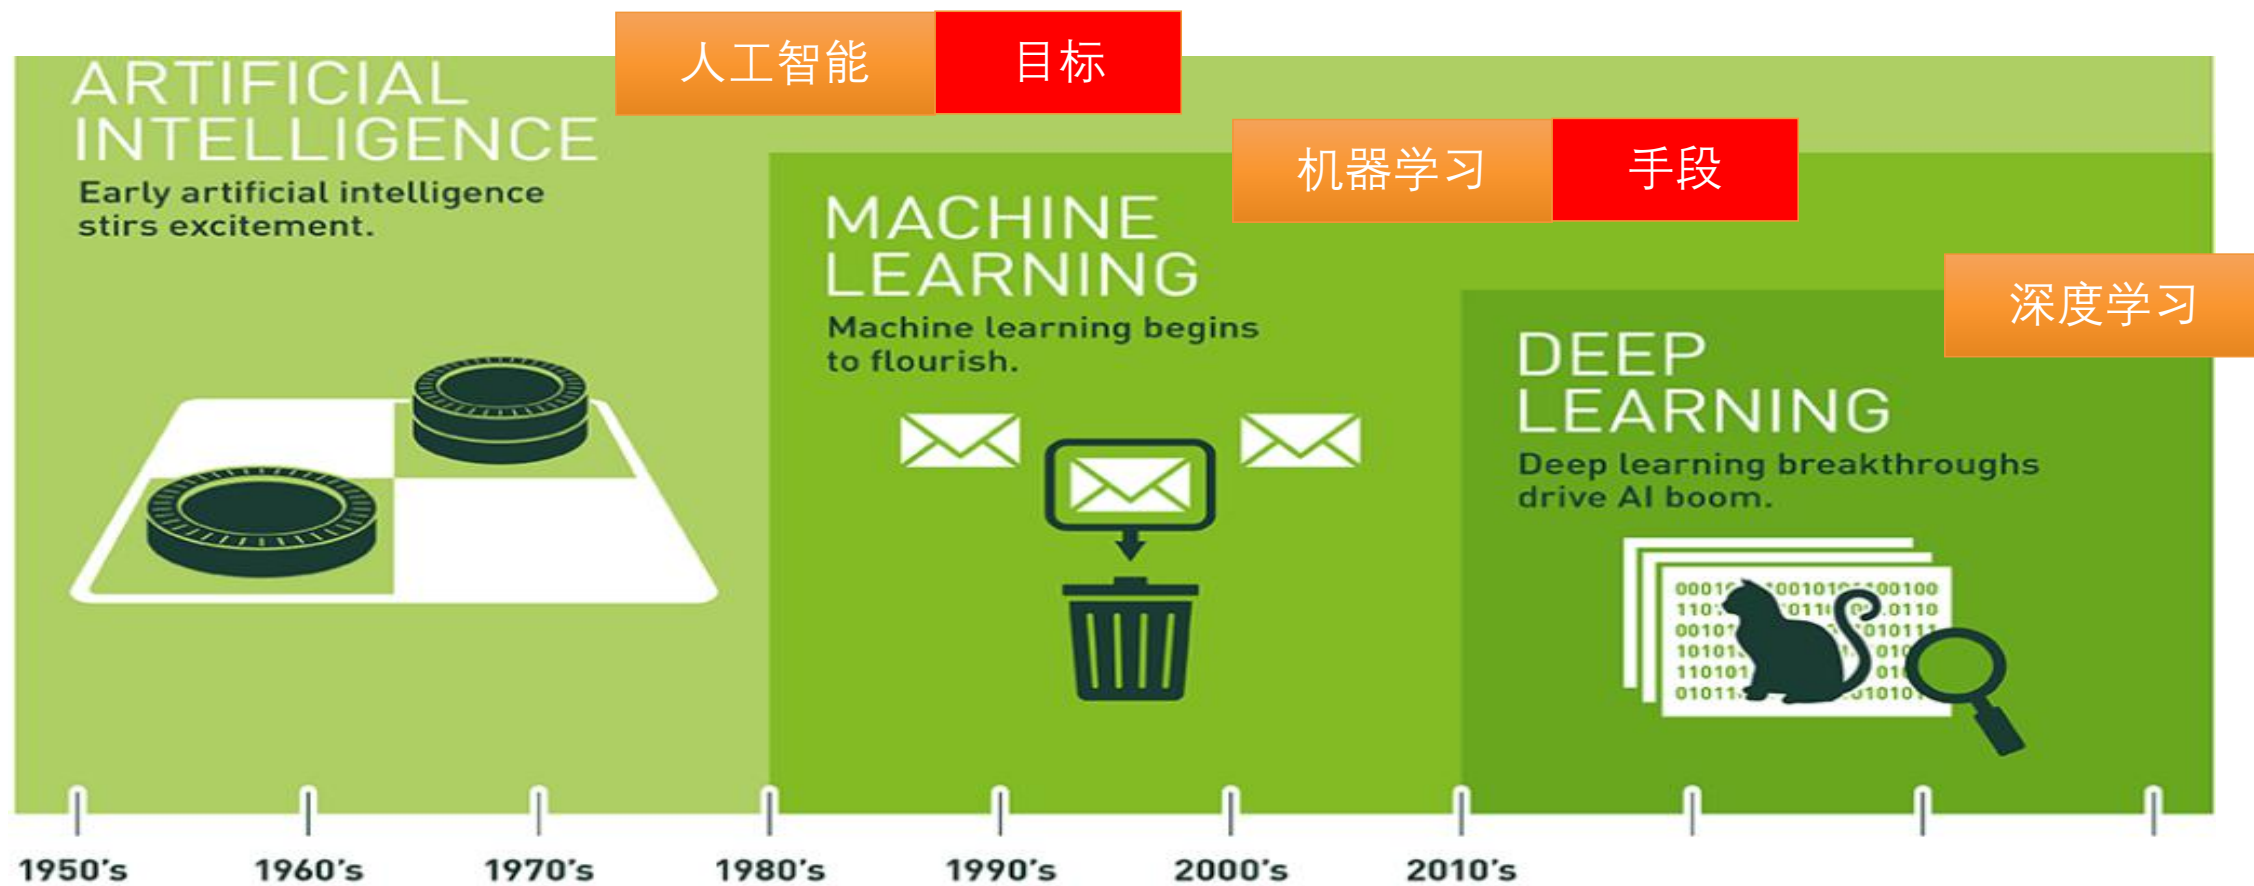 人工智能 目标
ARTIFICIAL
INTELLIGENCE
Early artificial intelligence
stirs excitement.
机器学习 手段
MACHINE
LEARNING
Machine learning begins
to flourish.
深度学习
DEEP
LEARNING
Deep learning breakthroughs
drive AI boom.
1950's 1960's 1970's 1980's 1990's 2000's 2010's